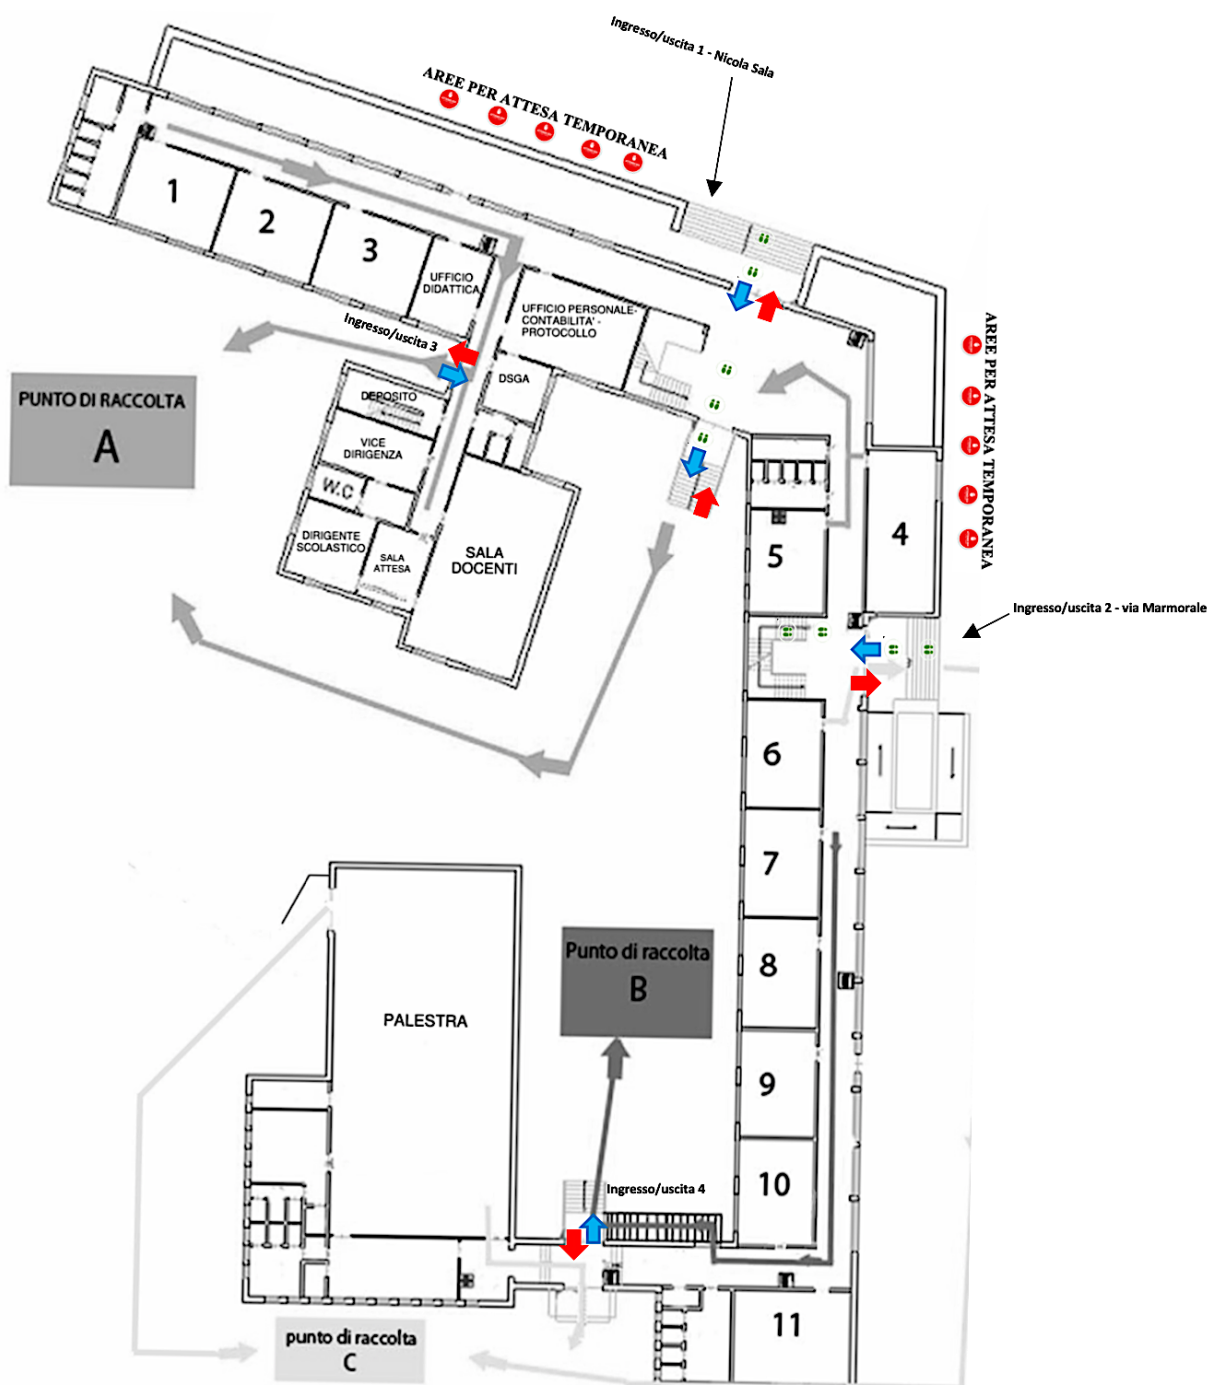 Ingresso/uscita 1 - Nicola Sala
AREE PER ATTESA TEMPORANEA
1
2
3
UFFICIO
DIDATTICA
UFFICIO PERSONALE-
CONTABILITA' -
PROTOCOLLO
Ingresso/uscita 3
DSGA
DEPOSITO
VICE
DIRIGENZA
W.C
DIRIGENTE
SCOLASTICO
SALA
ATTESA
SALA
DOCENTI
PUNTO DI RACCOLTA
A
AREE PER ATTESA TEMPORANEA
4
5
Ingresso/uscita 2 - via Marmorale
6
7
8
9
10
11
Punto di raccolta
B
PALESTRA
Ingresso/uscita 4
punto di raccolta
C